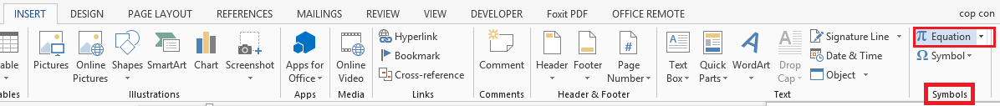 INSERT DESIGN PAGE LAYOUT REFERENCES MAILINGS REVIEW VIEW DEVELOPER Foxit PDF OFFICE REMOTE cop con
able
Pictures
Online
Pictures
Shapes
SmartArt
Chart
Screenshot
Apps for
Office
Online
Video
Hyperlink
Bookmark
Cross-reference
Comment
Header
Footer
Page
Number
Text
Box
Quick
Parts
WordArt
Drop
Cap
Signature Line
Date & Time
Object
π Equation
Ω Symbol
ables Illustrations Apps Media Links Comments Header & Footer Text Symbols